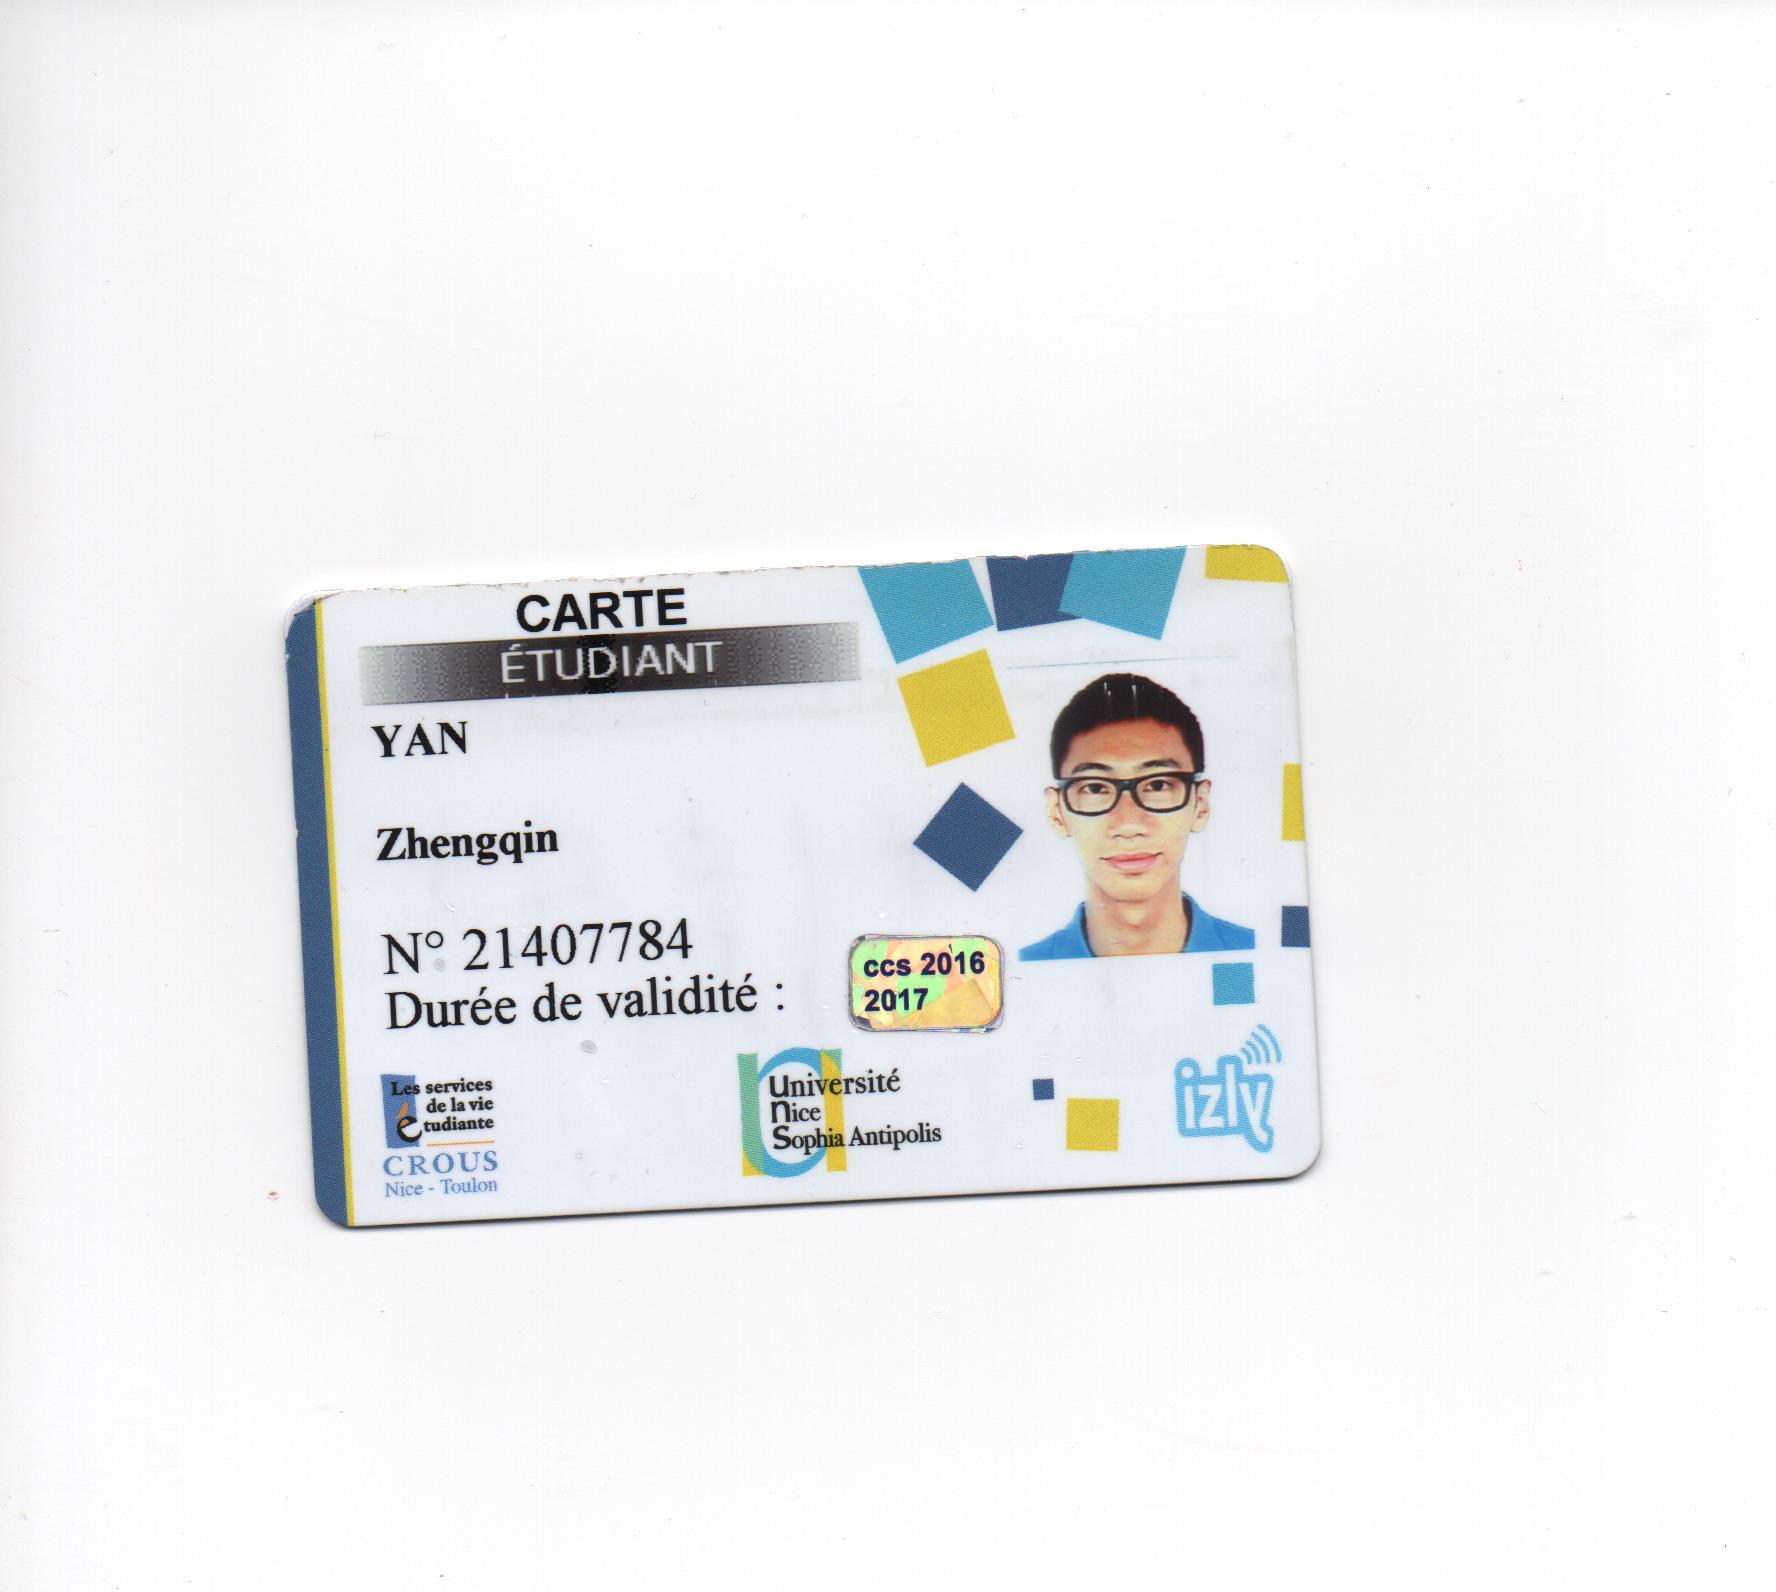 CARTE
ÉTUDIANT
YAN
Zhengqin
N° 21407784
Durée de validité :
ccs 2016
2017
Les services
de la vie
étudiante
CROUS
Nice - Toulon
université
nice
Sophia Antipolis
izly